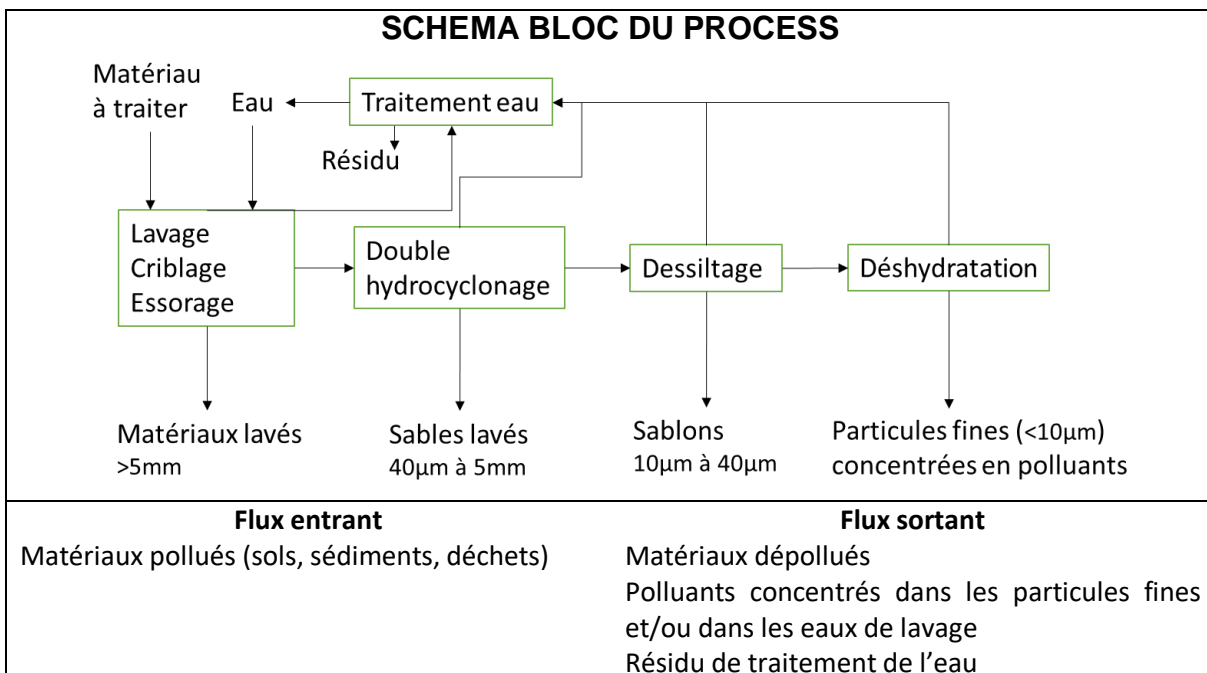 SCHEMA BLOC DU PROCESS
Matériau
à traiter
Eau
Traitement eau
Résidu
Lavage
Criblage
Essorage
Double
hydrocyclonage
Dessiltage
Déshydratation
Matériaux lavés
>5mm
Sables lavés
40µm à 5mm
Sablons
10µm à 40µm
Particules fines (<10µm)
concentrées en polluants
Flux entrant
Matériaux pollués (sols, sédiments, déchets)
Flux sortant
Matériaux dépollués
Polluants concentrés dans les particules fines
et/ou dans les eaux de lavage
Résidu de traitement de l’eau